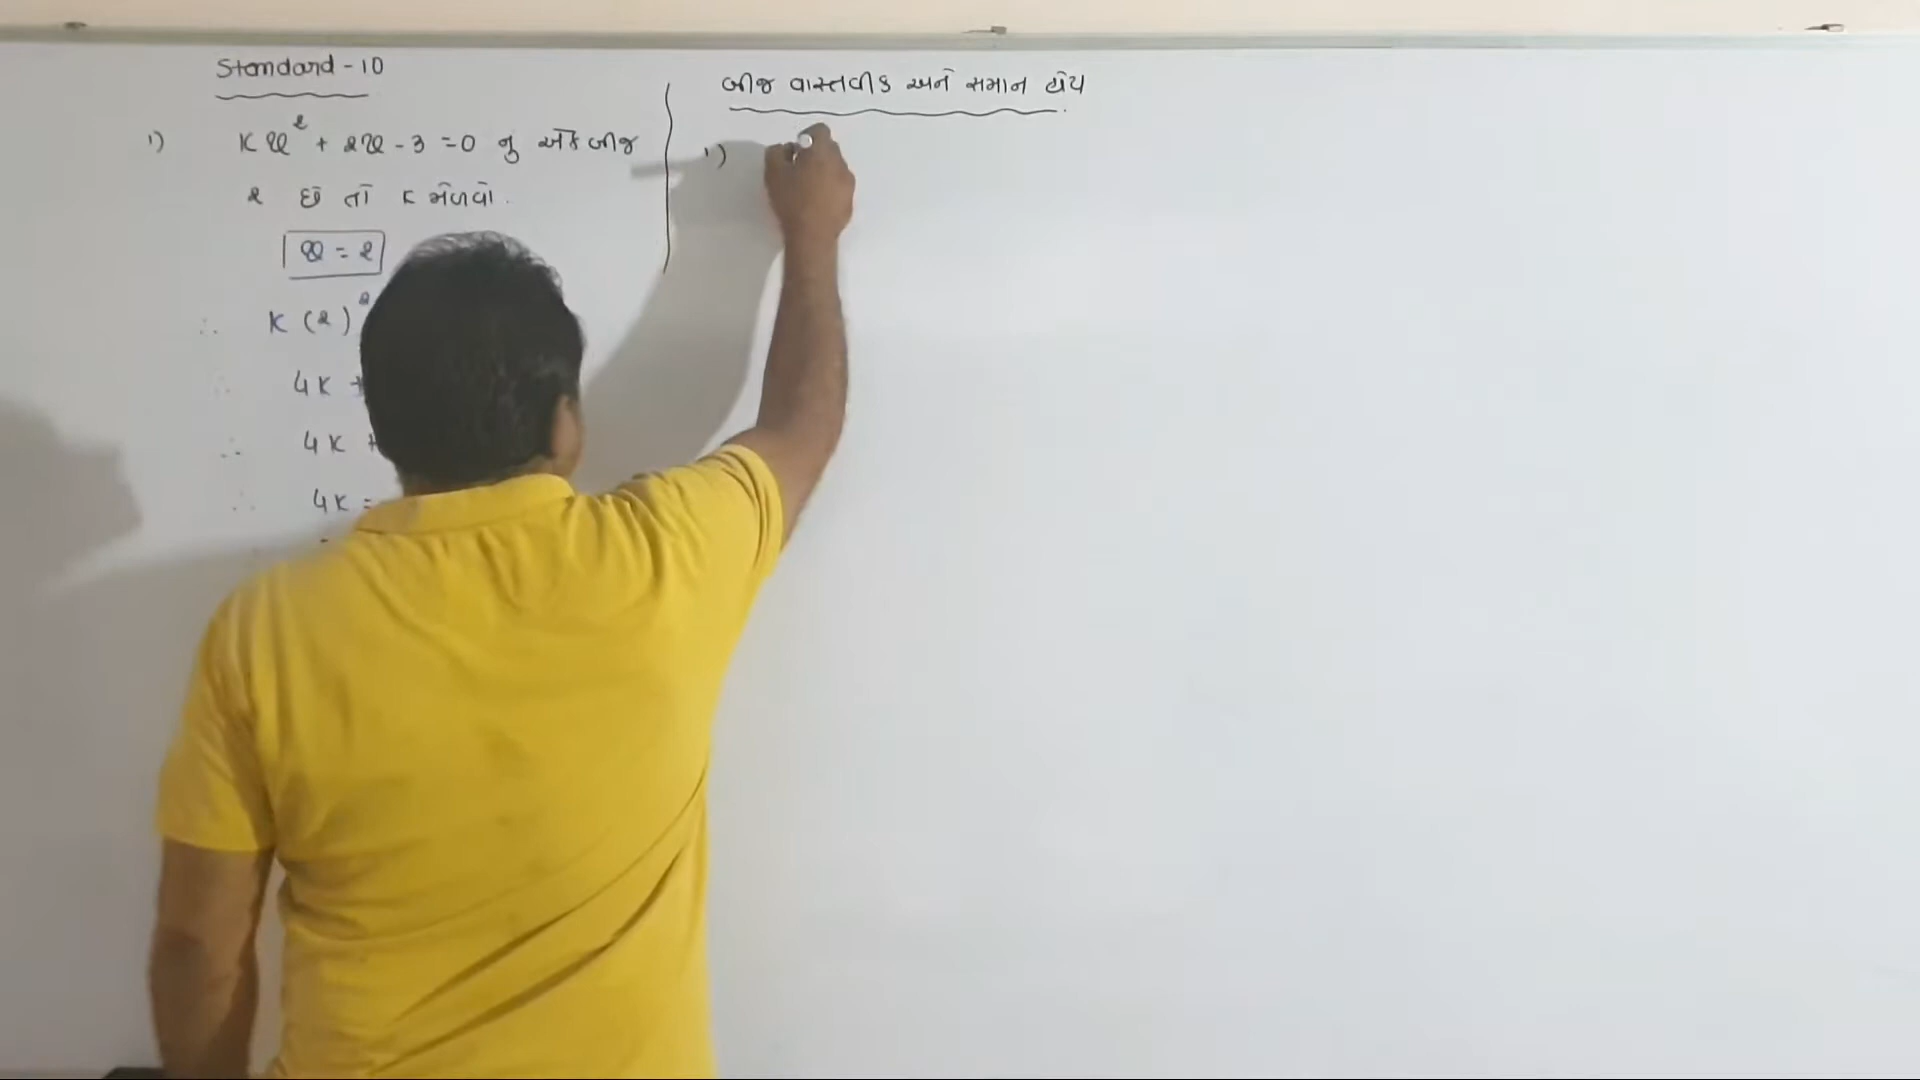 Standard - 10
1) Kx² + 2x - 3 = 0 નુ એક બીજ
2 છે તો K મેળવો.
x = 2
∴ K (2)²
∴ 4K +
∴ 4K +
∴ 4K =
બીજ વાસ્તવીક અને સમાન હોય
1)